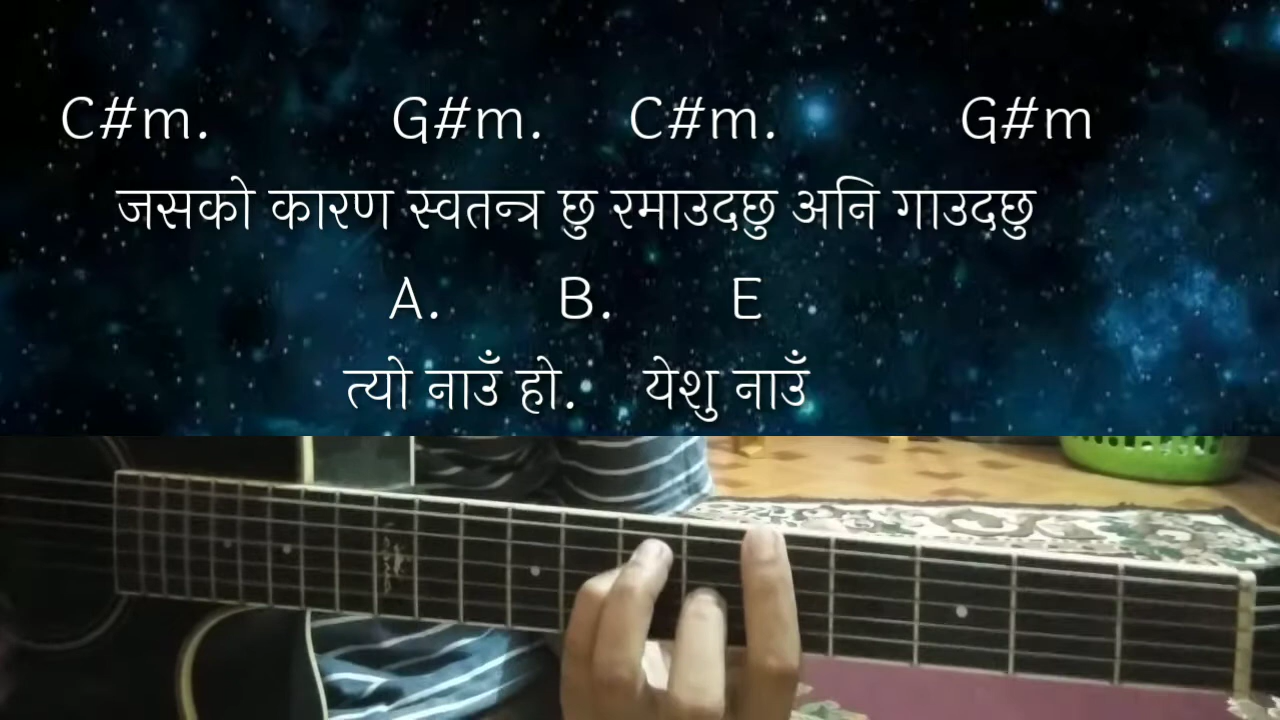 C#m. G#m. C#m. G#m
जसको कारण स्वतन्त्र छु रमाउदछु अनि गाउदछु
A. B. E
त्यो नाउँ हो. येशु नाउँ